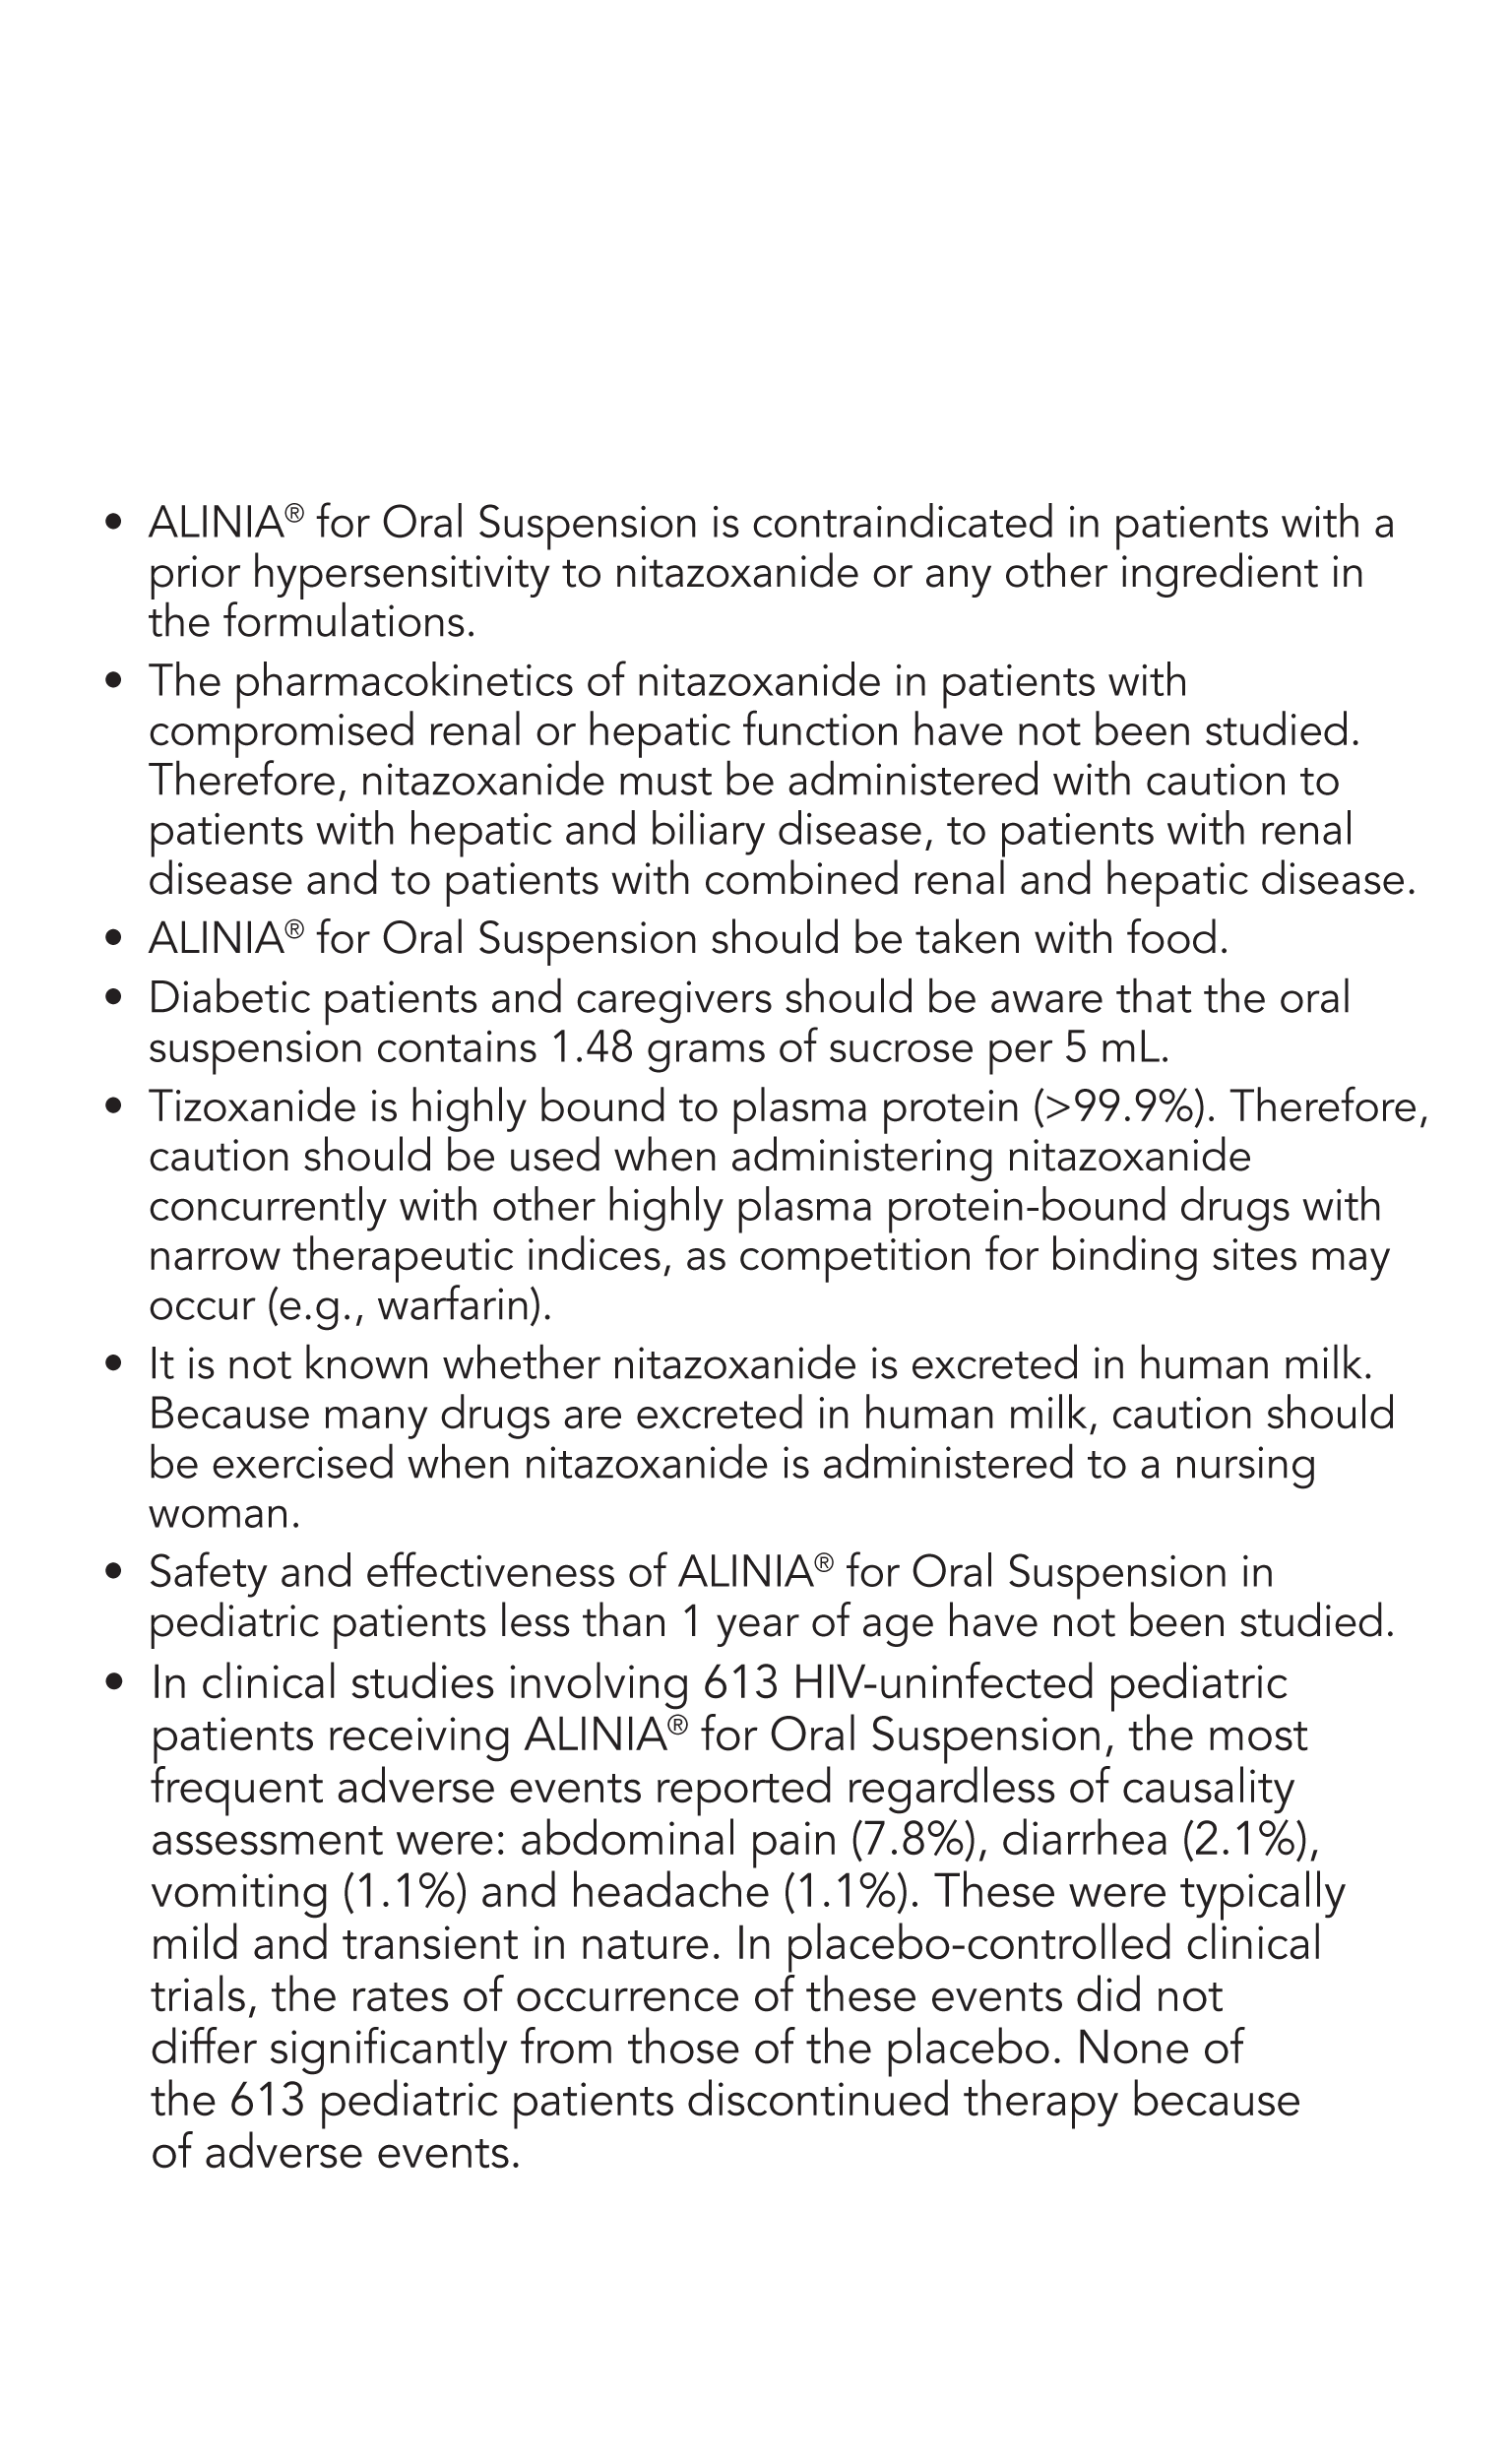 • ALINIA® for Oral Suspension is contraindicated in patients with a
prior hypersensitivity to nitazoxanide or any other ingredient in
the formulations.
• The pharmacokinetics of nitazoxanide in patients with
compromised renal or hepatic function have not been studied.
Therefore, nitazoxanide must be administered with caution to
patients with hepatic and biliary disease, to patients with renal
disease and to patients with combined renal and hepatic disease.
• ALINIA® for Oral Suspension should be taken with food.
• Diabetic patients and caregivers should be aware that the oral
suspension contains 1.48 grams of sucrose per 5 mL.
• Tizoxanide is highly bound to plasma protein (>99.9%). Therefore,
caution should be used when administering nitazoxanide
concurrently with other highly plasma protein-bound drugs with
narrow therapeutic indices, as competition for binding sites may
occur (e.g., warfarin).
• It is not known whether nitazoxanide is excreted in human milk.
Because many drugs are excreted in human milk, caution should
be exercised when nitazoxanide is administered to a nursing
woman.
• Safety and effectiveness of ALINIA® for Oral Suspension in
pediatric patients less than 1 year of age have not been studied.
• In clinical studies involving 613 HIV-uninfected pediatric
patients receiving ALINIA® for Oral Suspension, the most
frequent adverse events reported regardless of causality
assessment were: abdominal pain (7.8%), diarrhea (2.1%),
vomiting (1.1%) and headache (1.1%). These were typically
mild and transient in nature. In placebo-controlled clinical
trials, the rates of occurrence of these events did not
differ significantly from those of the placebo. None of
the 613 pediatric patients discontinued therapy because
of adverse events.